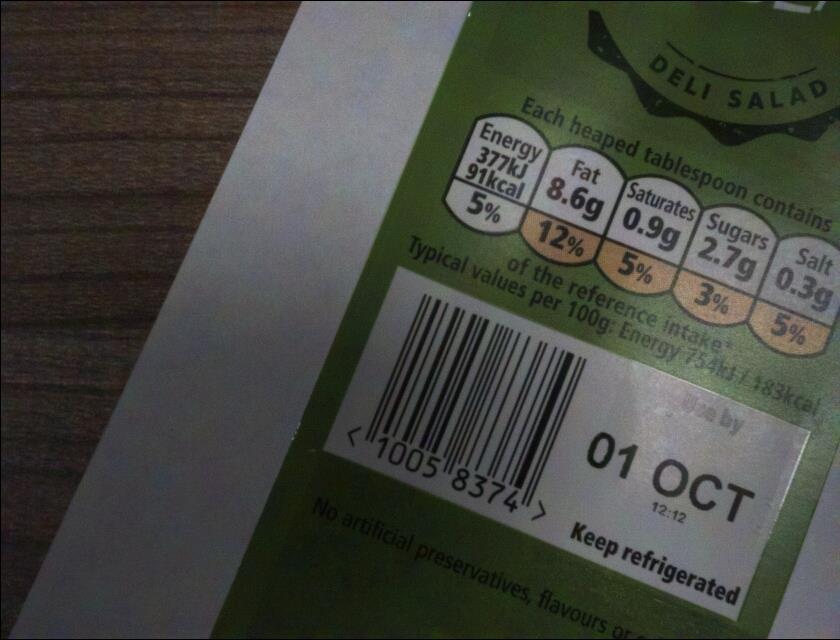 DELI SALAD
Each heaped tablespoon contains
Energy 377kJ 91kcal 5%
Fat 8.6g 12%
Saturates 0.9g 5%
Sugars 2.7g 3%
Salt 0.3g 5%
of the reference intake*
Typical values per 100g: Energy 754kJ / 183kcal
Use by
01 OCT
12:12
< 1005 8374 >
Keep refrigerated
No artificial preservatives, flavours or